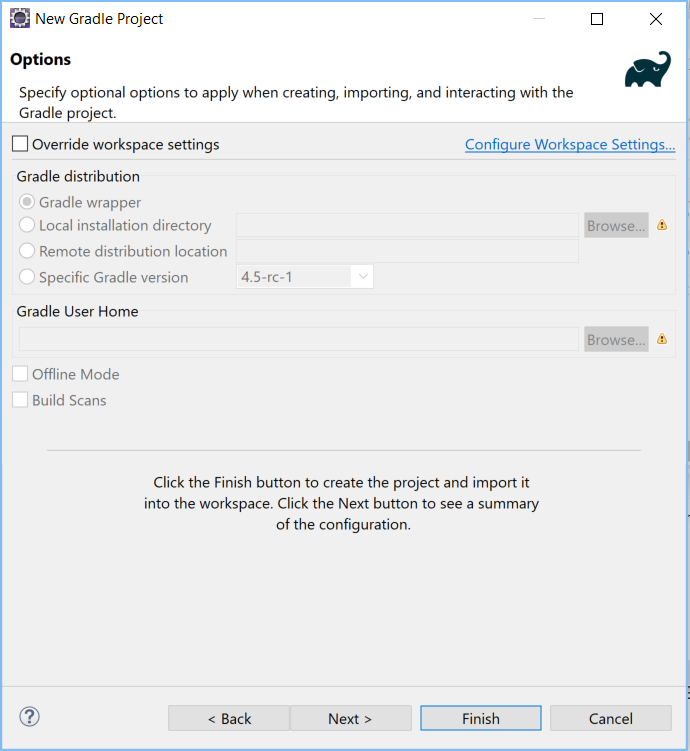 New Gradle Project
Options
Specify optional options to apply when creating, importing, and interacting with the
Gradle project.
Override workspace settings
Configure Workspace Settings...
Gradle distribution
Gradle wrapper
Local installation directory
Browse...
Remote distribution location
Specific Gradle version
4.5-rc-1
Gradle User Home
Browse...
Offline Mode
Build Scans
Click the Finish button to create the project and import it
into the workspace. Click the Next button to see a summary
of the configuration.
?
< Back
Next >
Finish
Cancel